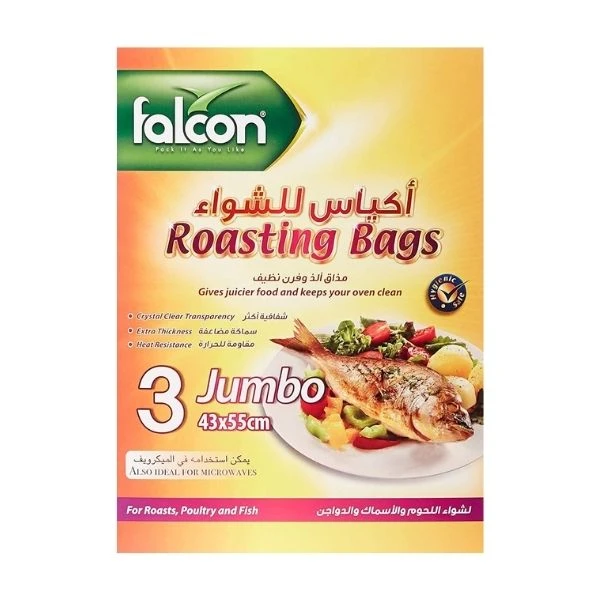 falcon®
Pack It As You Like
أكياس للشواء
Roasting Bags
مذاق ألذ وفرن نظيف
Gives juicier food and keeps your oven clean
Hygienic
Safe
• Crystal Clear Transparency شفافية أكثر
• Extra Thickness سماكة مضاعفة
• Heat Resistance مقاومة للحرارة
3 Jumbo
43x55cm
يمكن استخدامه في الميكرويف
ALSO IDEAL FOR MICROWAVES
For Roasts, Poultry and Fish لشواء اللحوم والأسماك والدواجن